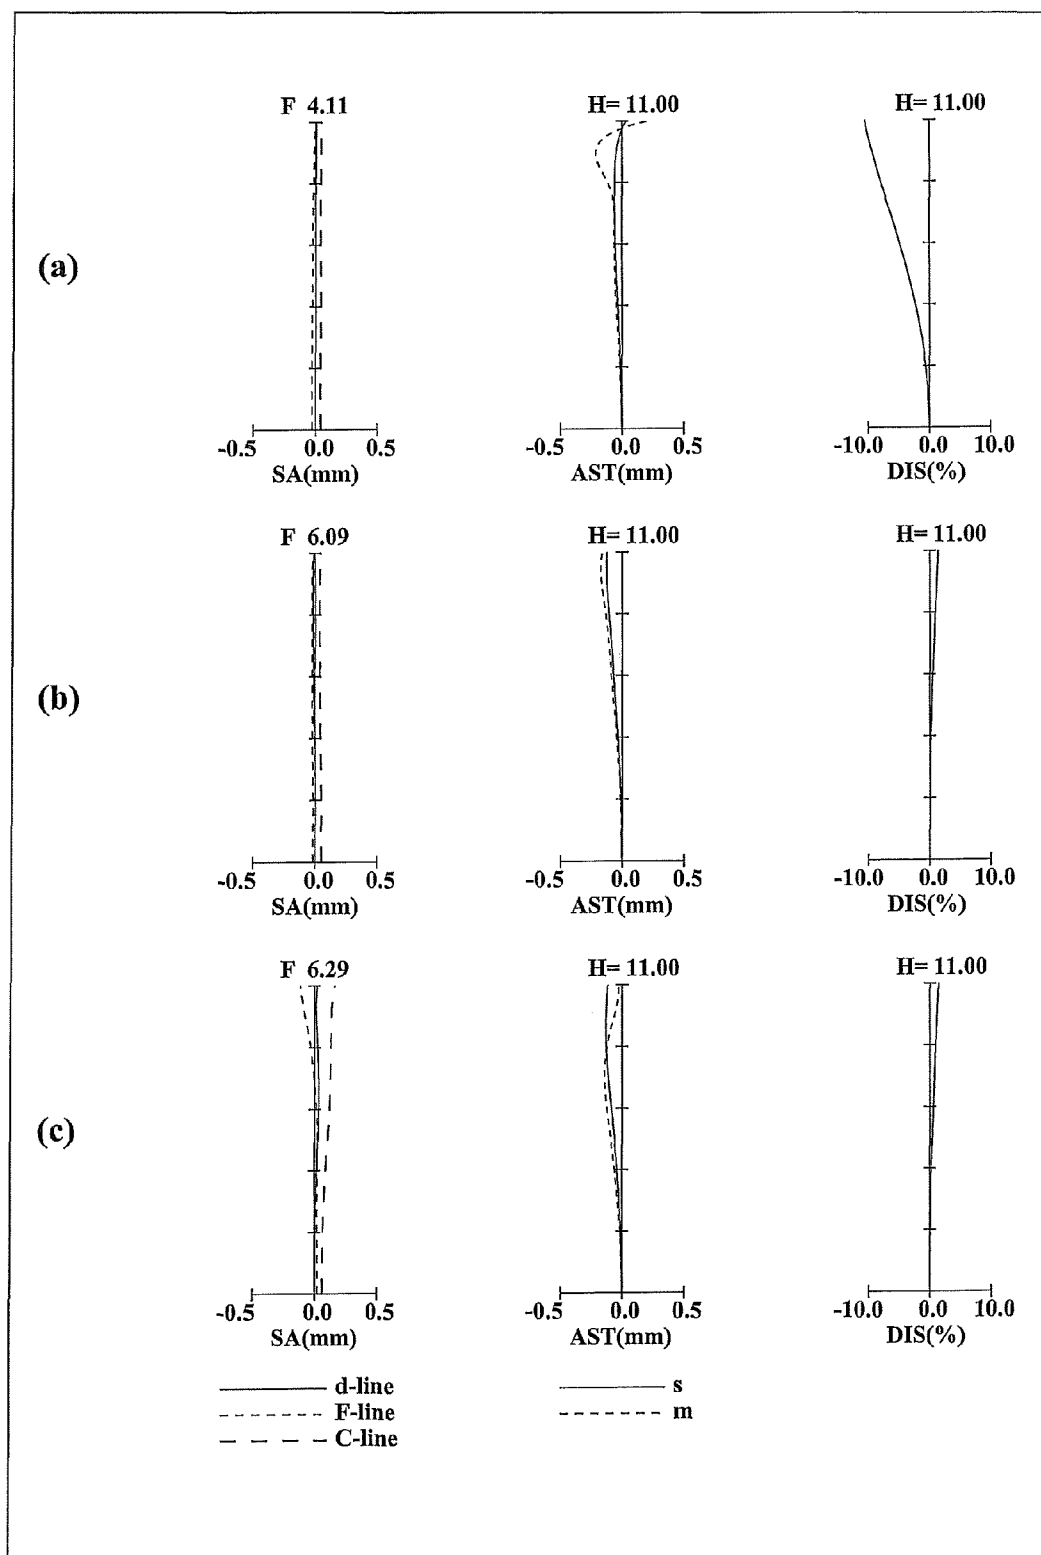 F 4.11 H= 11.00 H= 11.00
(a)
-0.5 0.0 0.5 -0.5 0.0 0.5 -10.0 0.0 10.0
SA(mm) AST(mm) DIS(%)
F 6.09 H= 11.00 H= 11.00
(b)
-0.5 0.0 0.5 -0.5 0.0 0.5 -10.0 0.0 10.0
SA(mm) AST(mm) DIS(%)
F 6.29 H= 11.00 H= 11.00
(c)
-0.5 0.0 0.5 -0.5 0.0 0.5 -10.0 0.0 10.0
SA(mm) AST(mm) DIS(%)
d-line s
F-line m
C-line